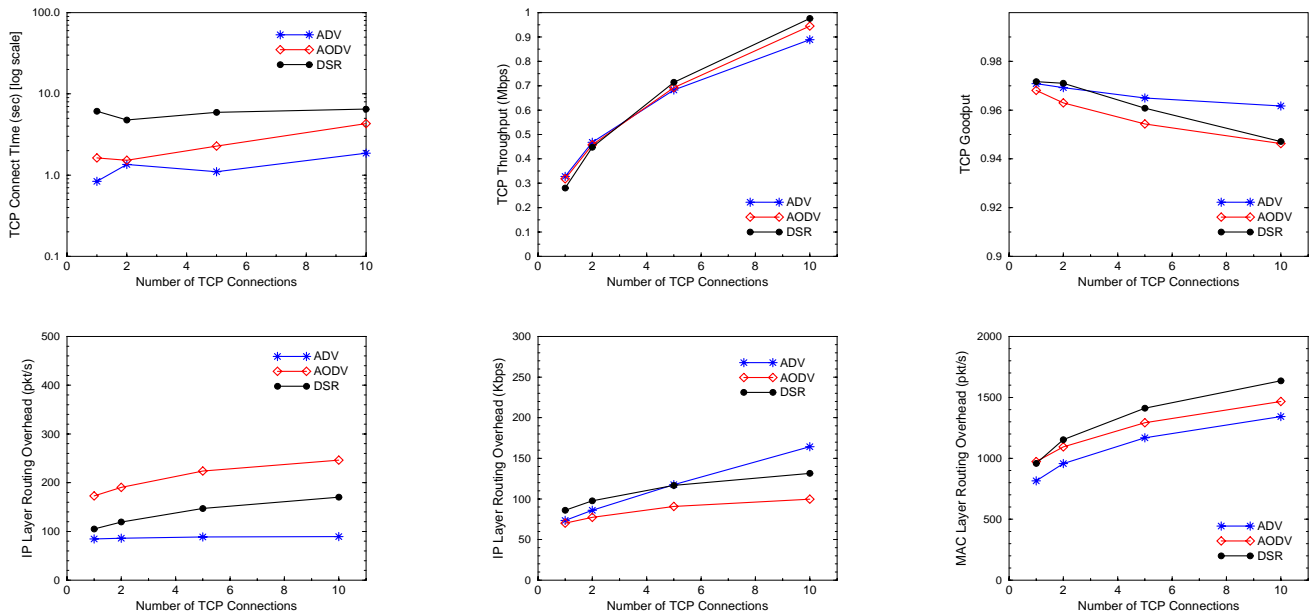 TCP Connect TIme (sec) [log scale]
100.0
10.0
1.0
0.1
0 2 4 6 8 10
Number of TCP Connections
ADV
AODV
DSR
TCP Throughput (Mbps)
1
0.9
0.8
0.7
0.6
0.5
0.4
0.3
0.2
0.1
0
0 2 4 6 8 10
Number of TCP Connections
ADV
AODV
DSR
TCP Goodput
0.98
0.96
0.94
0.92
0.9
0 2 4 6 8 10
Number of TCP Connections
ADV
AODV
DSR
IP Layer Routing Overhead (pkt/s)
500
400
300
200
100
0
0 2 4 6 8 10
Number of TCP Connections
ADV
AODV
DSR
IP Layer Routing Overhead (Kbps)
300
250
200
150
100
50
0
0 2 4 6 8 10
Number of TCP Connections
ADV
AODV
DSR
MAC Layer Routing Overhead (pkt/s)
2000
1500
1000
500
0
0 2 4 6 8 10
Number of TCP Connections
ADV
AODV
DSR